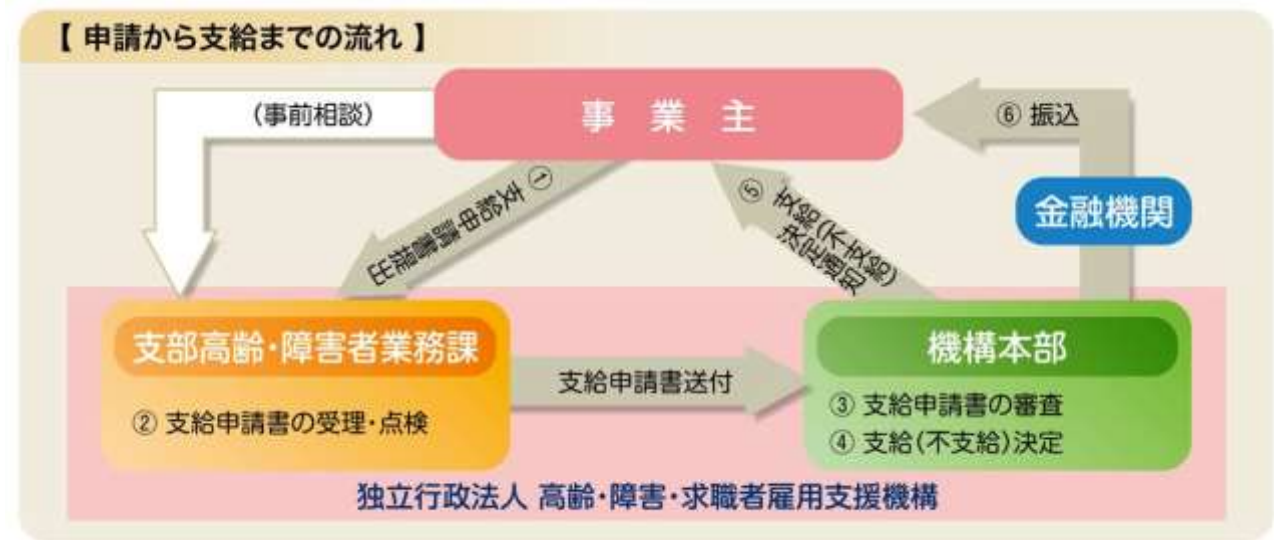 【 申請から支給までの流れ 】
(事前相談)
事 業 主
⑥ 振込
金融機関
① 支給申請書提出
⑤ 支給(不支給)
決定通知
支部高齢・障害者業務課
② 支給申請書の受理・点検
支給申請書送付
機構本部
③ 支給申請書の審査
④ 支給(不支給)決定
独立行政法人 高齢・障害・求職者雇用支援機構